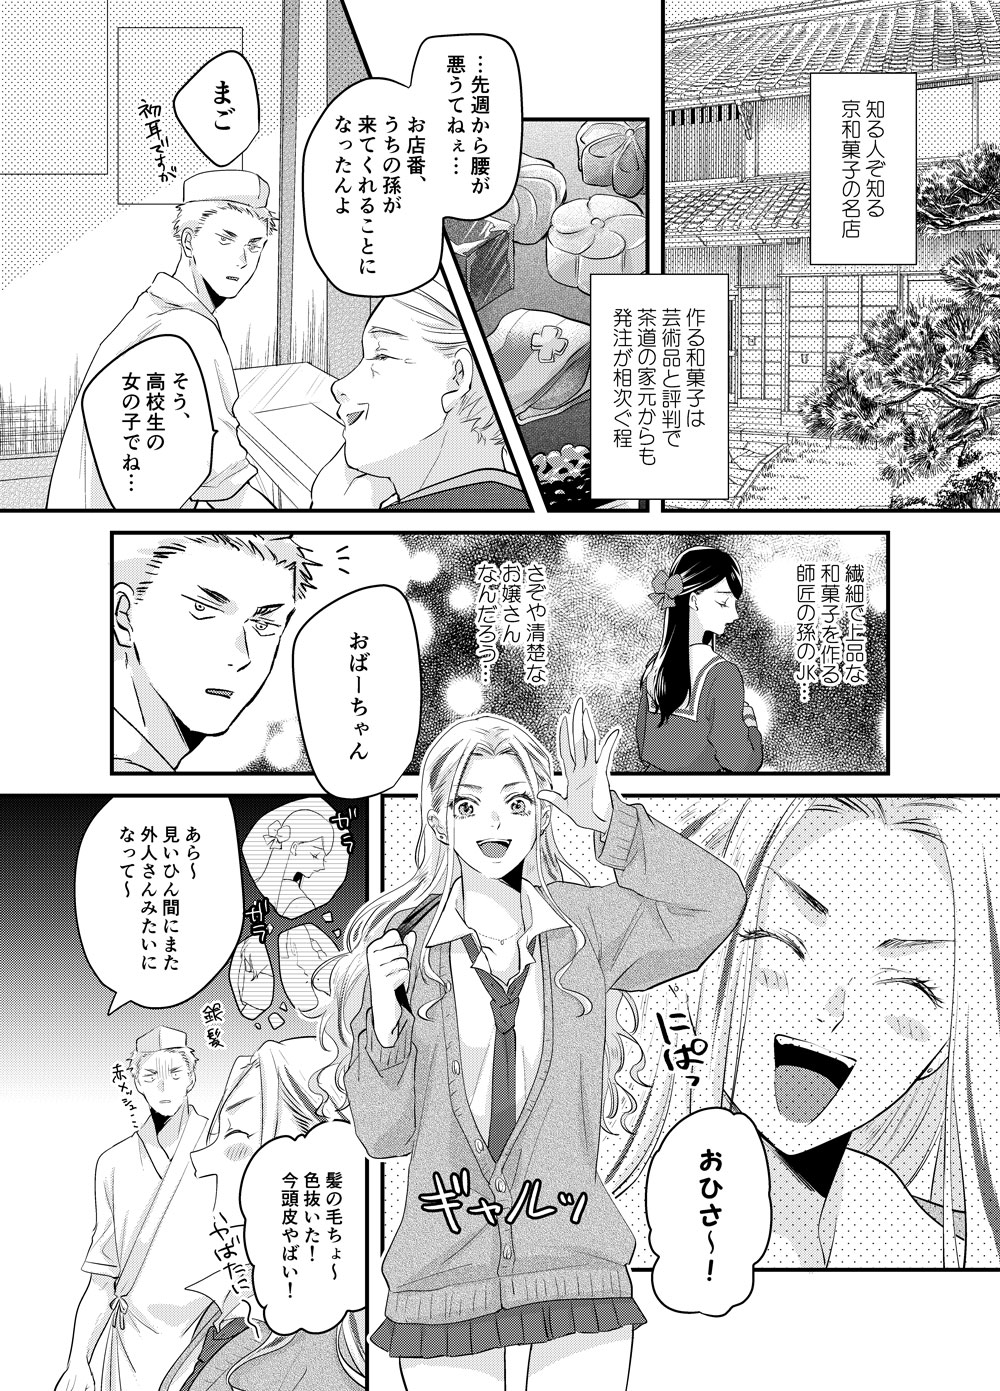 知る人ぞ知る
京和菓子の名店
作る和菓子は
芸術品と評判で
茶道の家元からも
発注が相次ぐ程
…先週から腰が
悪うてねぇ…
お店番、
うちの孫が
来てくれることに
なったんよ
まご
初耳ですが
そう、
高校生の
女の子でね…
繊細で上品な
和菓子を作る
師匠の孫のJK…
さぞや清楚な
お嬢さん
なんだろう…
おばーちゃん
にぱっ
おひさ〜!
ギャルッ
ガラ
ガラ
あら〜
見いひん間にまた
外人さんみたいに
なって〜
銀髪
赤メッシュ…
髪の毛ちょ〜
色抜いた!
今頭皮やばい!
やばたに